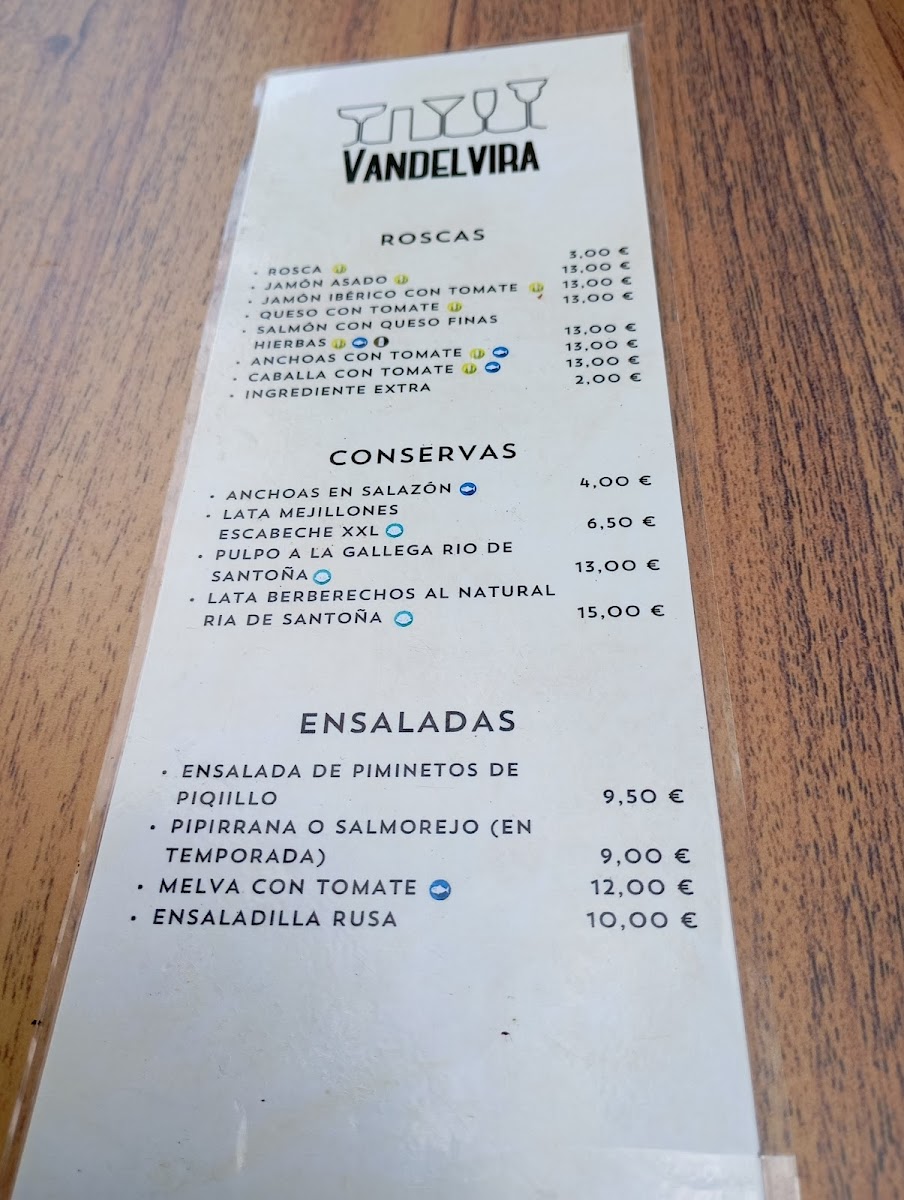 VANDELVIRA
ROSCAS
• ROSCA 3,00 €
• JAMÓN ASADO 13,00 €
• JAMÓN IBÉRICO CON TOMATE 13,00 €
• QUESO CON TOMATE 13,00 €
• SALMÓN CON QUESO FINAS
HIERBAS 13,00 €
• ANCHOAS CON TOMATE 13,00 €
• CABALLA CON TOMATE 13,00 €
• INGREDIENTE EXTRA 2,00 €
CONSERVAS
• ANCHOAS EN SALAZÓN 4,00 €
• LATA MEJILLONES
ESCABECHE XXL 6,50 €
• PULPO A LA GALLEGA RIO DE
SANTOÑA 13,00 €
• LATA BERBERECHOS AL NATURAL
RIA DE SANTOÑA 15,00 €
ENSALADAS
• ENSALADA DE PIMINETOS DE
PIQIILLO 9,50 €
• PIPIRRANA O SALMOREJO (EN
TEMPORADA) 9,00 €
• MELVA CON TOMATE 12,00 €
• ENSALADILLA RUSA 10,00 €